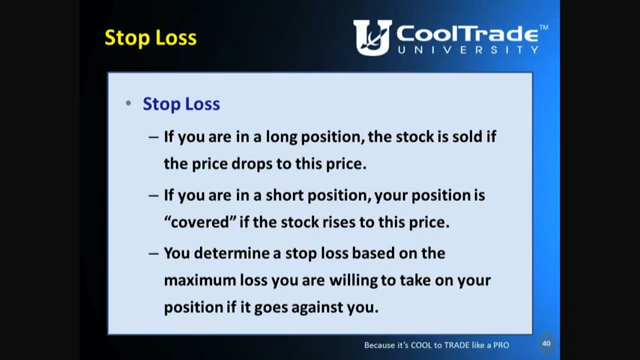 Stop Loss
CoolTrade™
UNIVERSITY
• Stop Loss
– If you are in a long position, the stock is sold if
the price drops to this price.
– If you are in a short position, your position is
“covered” if the stock rises to this price.
– You determine a stop loss based on the
maximum loss you are willing to take on your
position if it goes against you.
Because it's COOL to TRADE like a PRO
40